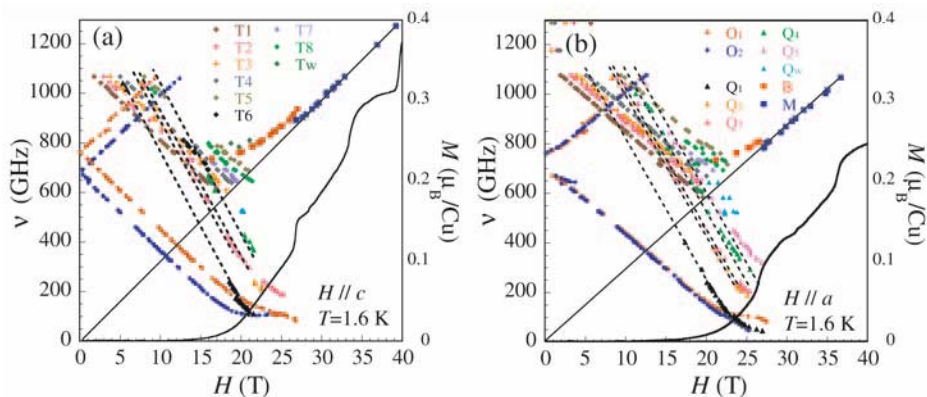 (a)
T1 T7
T2 T8
T3 Tw
T4
T5
T6
1200
1000
800
600
400
200
0
ν (GHz)
0.4
0.3
0.2
0.1
0
M (μB/Cu)
H // c
T=1.6 K
0 5 10 15 20 25 30 35 40
H (T)
(b)
O1 Q4
O2 Q5
Qw
Q1 B
M
Q3
1200
1000
800
600
400
200
0
ν (GHz)
0.4
0.3
0.2
0.1
0
M (μB/Cu)
H // a
T=1.6 K
0 5 10 15 20 25 30 35 40
H (T)